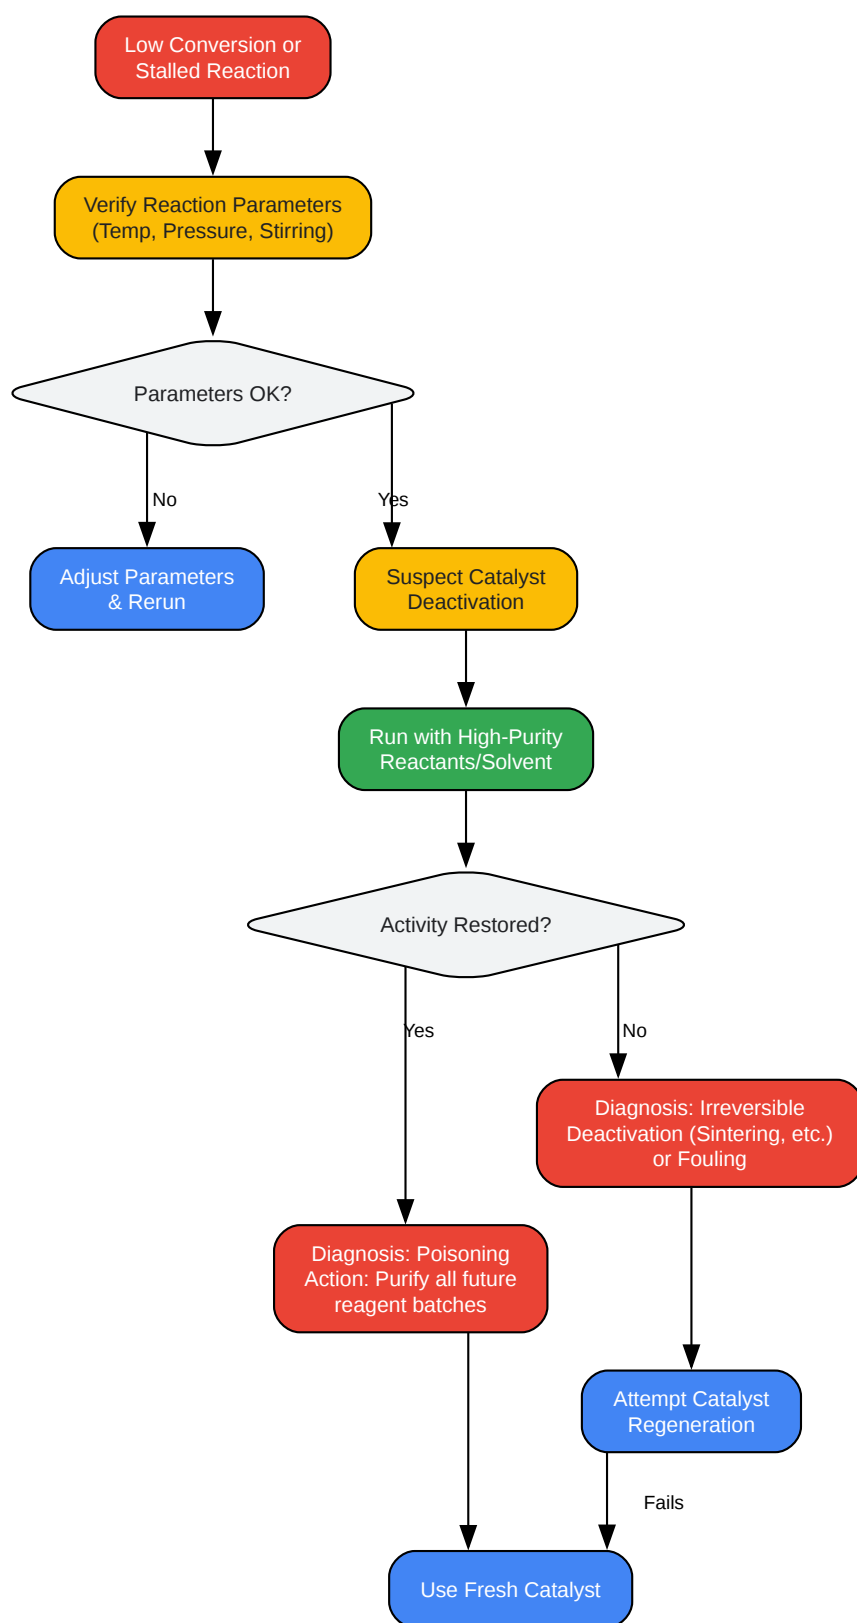 Low Conversion or
Stalled Reaction
Verify Reaction Parameters
(Temp, Pressure, Stirring)
Parameters OK?
No
Yes
Adjust Parameters
& Rerun
Suspect Catalyst
Deactivation
Run with High-Purity
Reactants/Solvent
Activity Restored?
Yes
No
Diagnosis: Irreversible
Deactivation (Sintering, etc.)
or Fouling
Diagnosis: Poisoning
Action: Purify all future
reagent batches
Attempt Catalyst
Regeneration
Fails
Use Fresh Catalyst